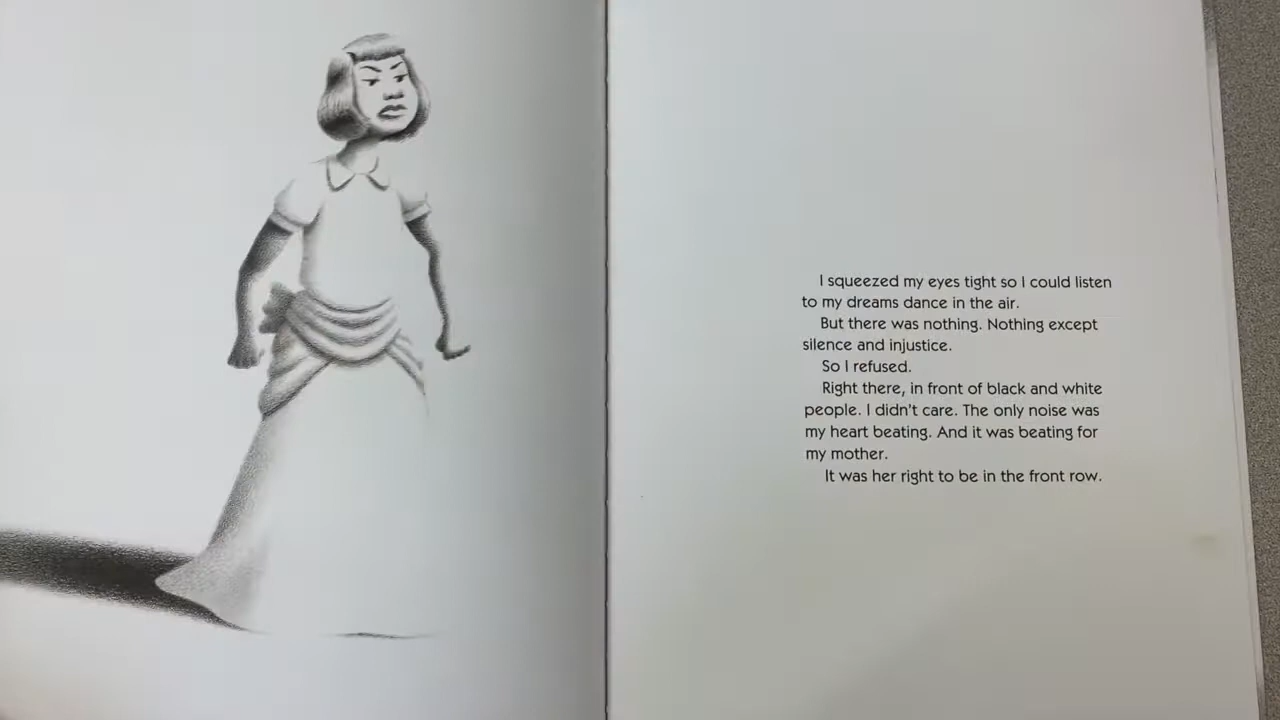 I squeezed my eyes tight so I could listen
to my dreams dance in the air.
But there was nothing. Nothing except
silence and injustice.
So I refused.
Right there, in front of black and white
people. I didn't care. The only noise was
my heart beating. And it was beating for
my mother.
It was her right to be in the front row.